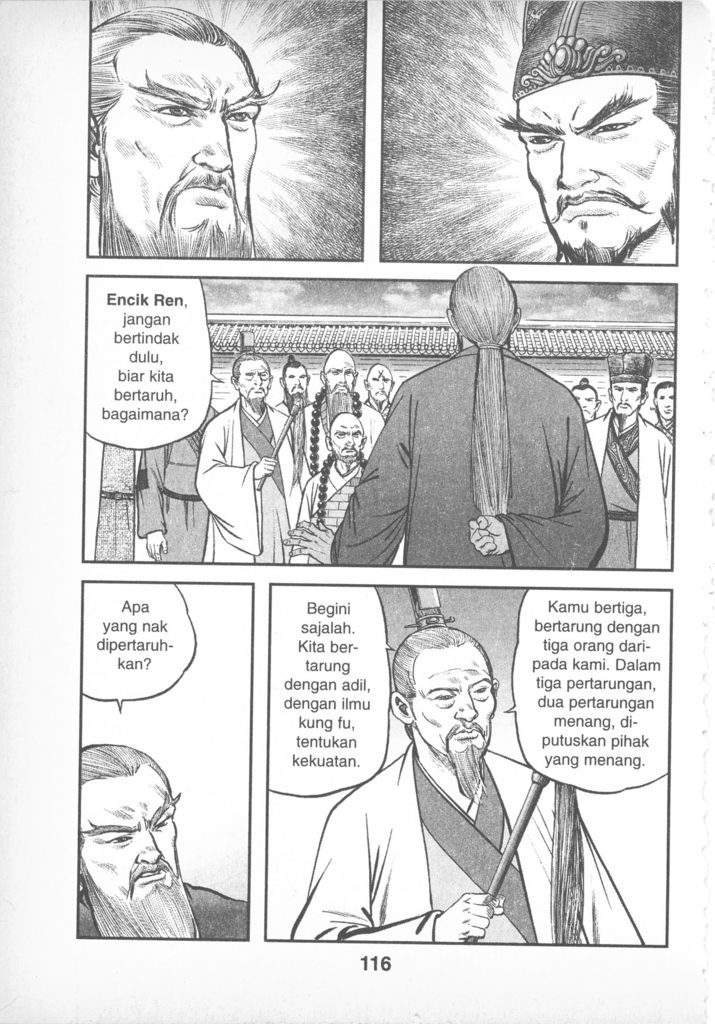 Encik Ren,
jangan
bertindak
dulu,
biar kita
bertaruh,
bagaimana?
Apa
yang nak
dipertaruh-
kan?
Begini
sajalah.
Kita ber-
tarung
dengan adil,
dengan ilmu
kung fu,
tentukan
kekuatan.
Kamu bertiga,
bertarung dengan
tiga orang dari-
pada kami. Dalam
tiga pertarungan,
dua pertarungan
menang, di-
putuskan pihak
yang menang.
116